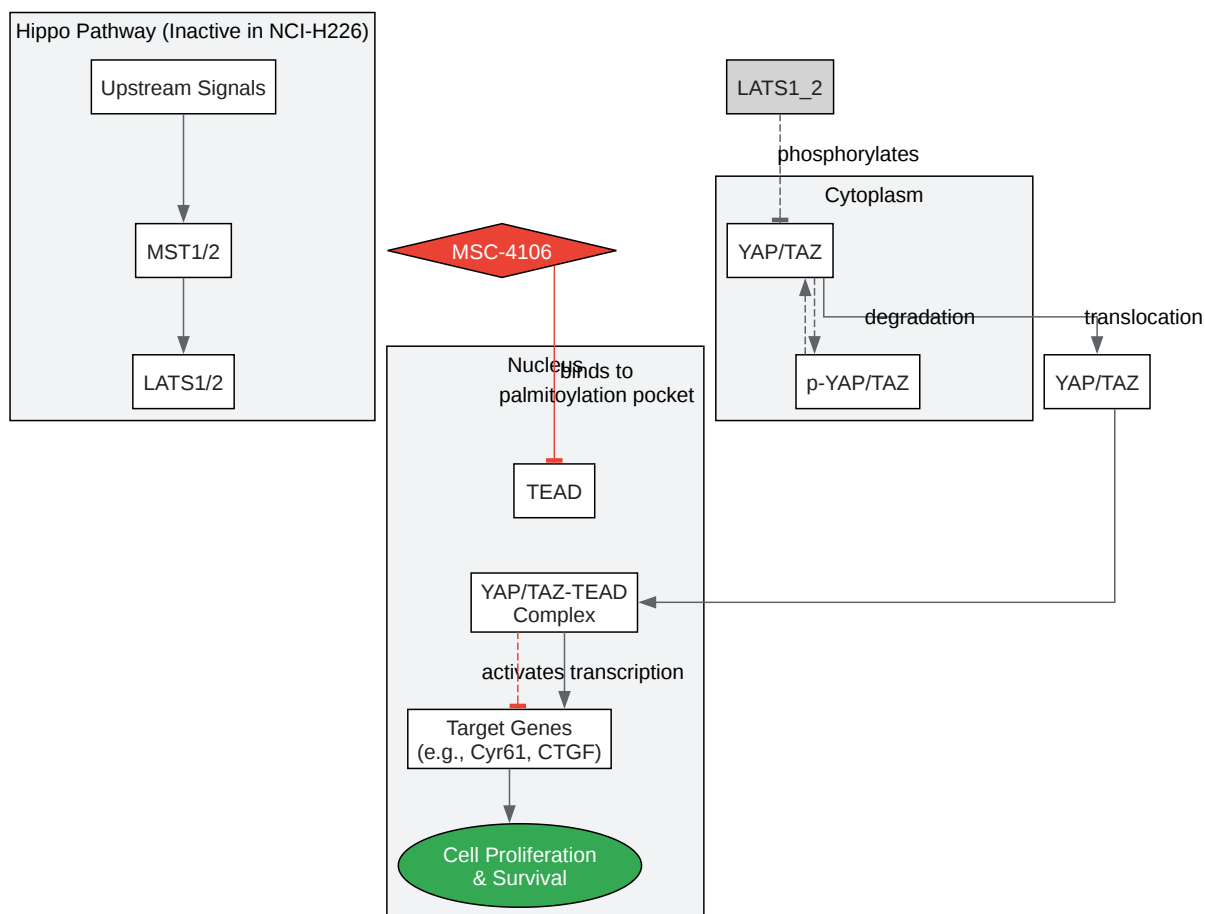 Hippo Pathway (Inactive in NCI-H226)
Upstream Signals
MST1/2
LATS1/2
LATS1_2
phosphorylates
Cytoplasm
YAP/TAZ
degradation
translocation
p-YAP/TAZ
YAP/TAZ
MSC-4106
Nucleus
binds to
palmitoylation pocket
TEAD
YAP/TAZ-TEAD
Complex
activates transcription
Target Genes
(e.g., Cyr61, CTGF)
Cell Proliferation
& Survival